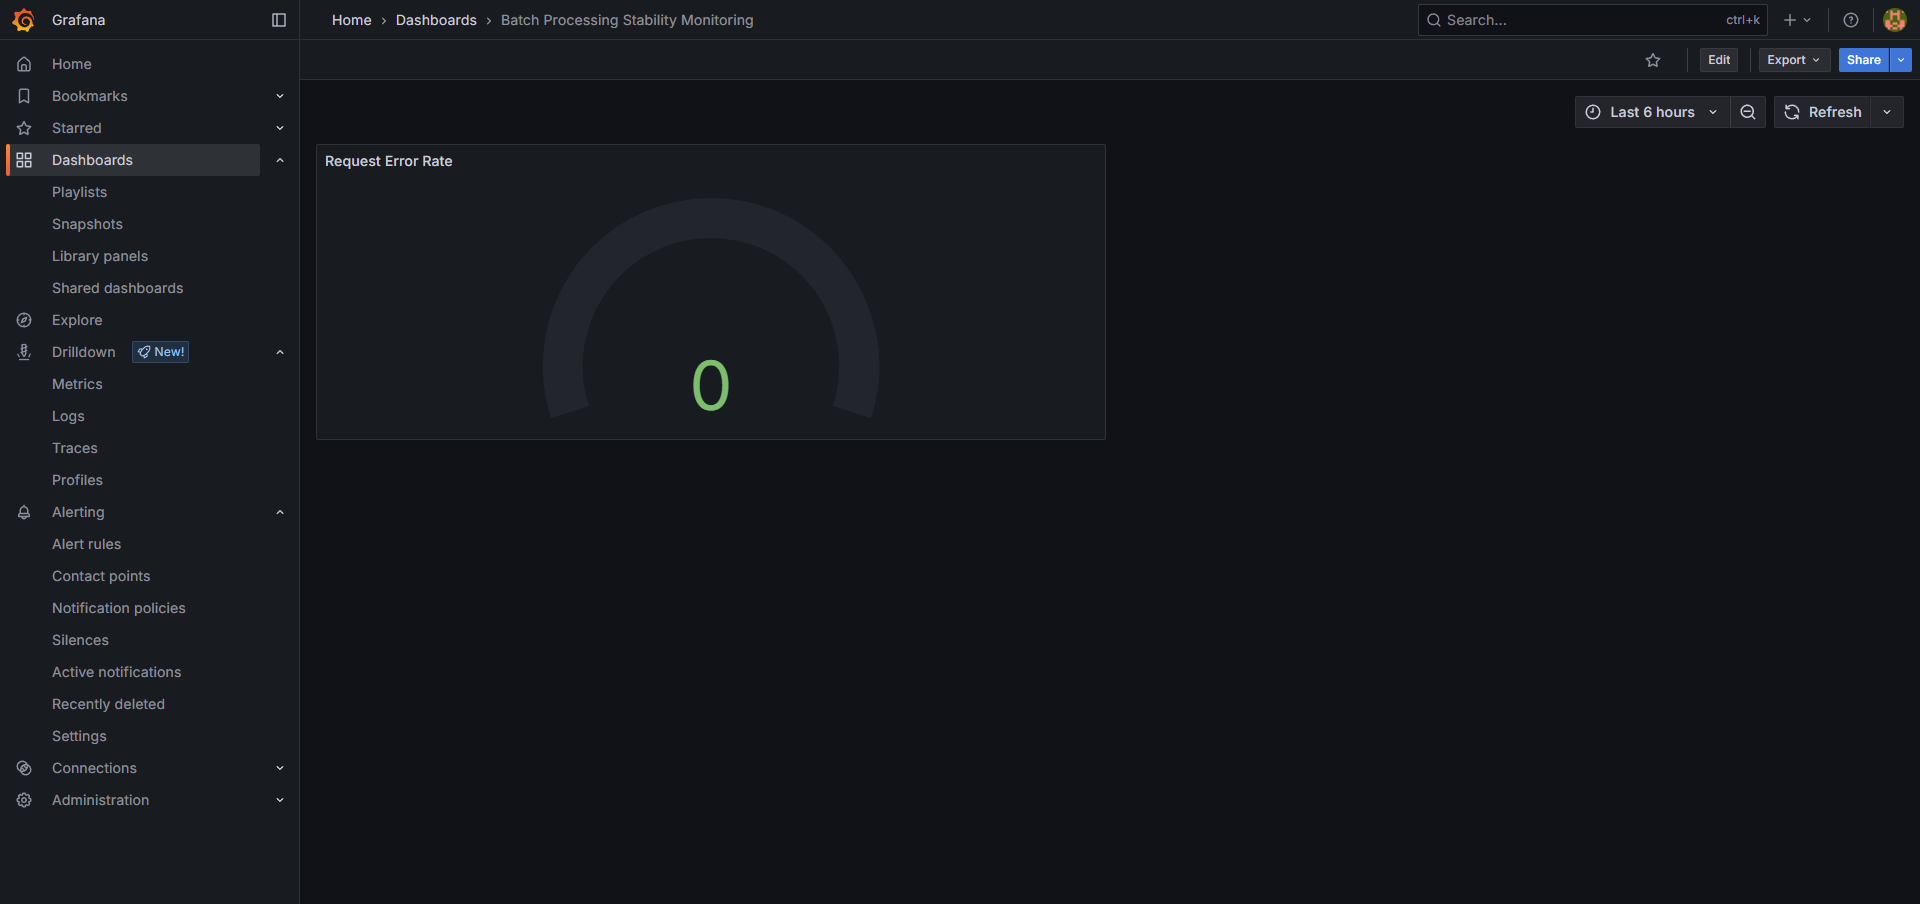 Grafana
Home
Dashboards
Batch Processing Stability Monitoring
Search...
ctrl+k
Edit
Export
Share
Last 6 hours
Refresh
Home
Bookmarks
Starred
Dashboards
Playlists
Snapshots
Library panels
Shared dashboards
Explore
Drilldown
New!
Metrics
Logs
Traces
Profiles
Alerting
Alert rules
Contact points
Notification policies
Silences
Active notifications
Recently deleted
Settings
Connections
Administration
Request Error Rate
0